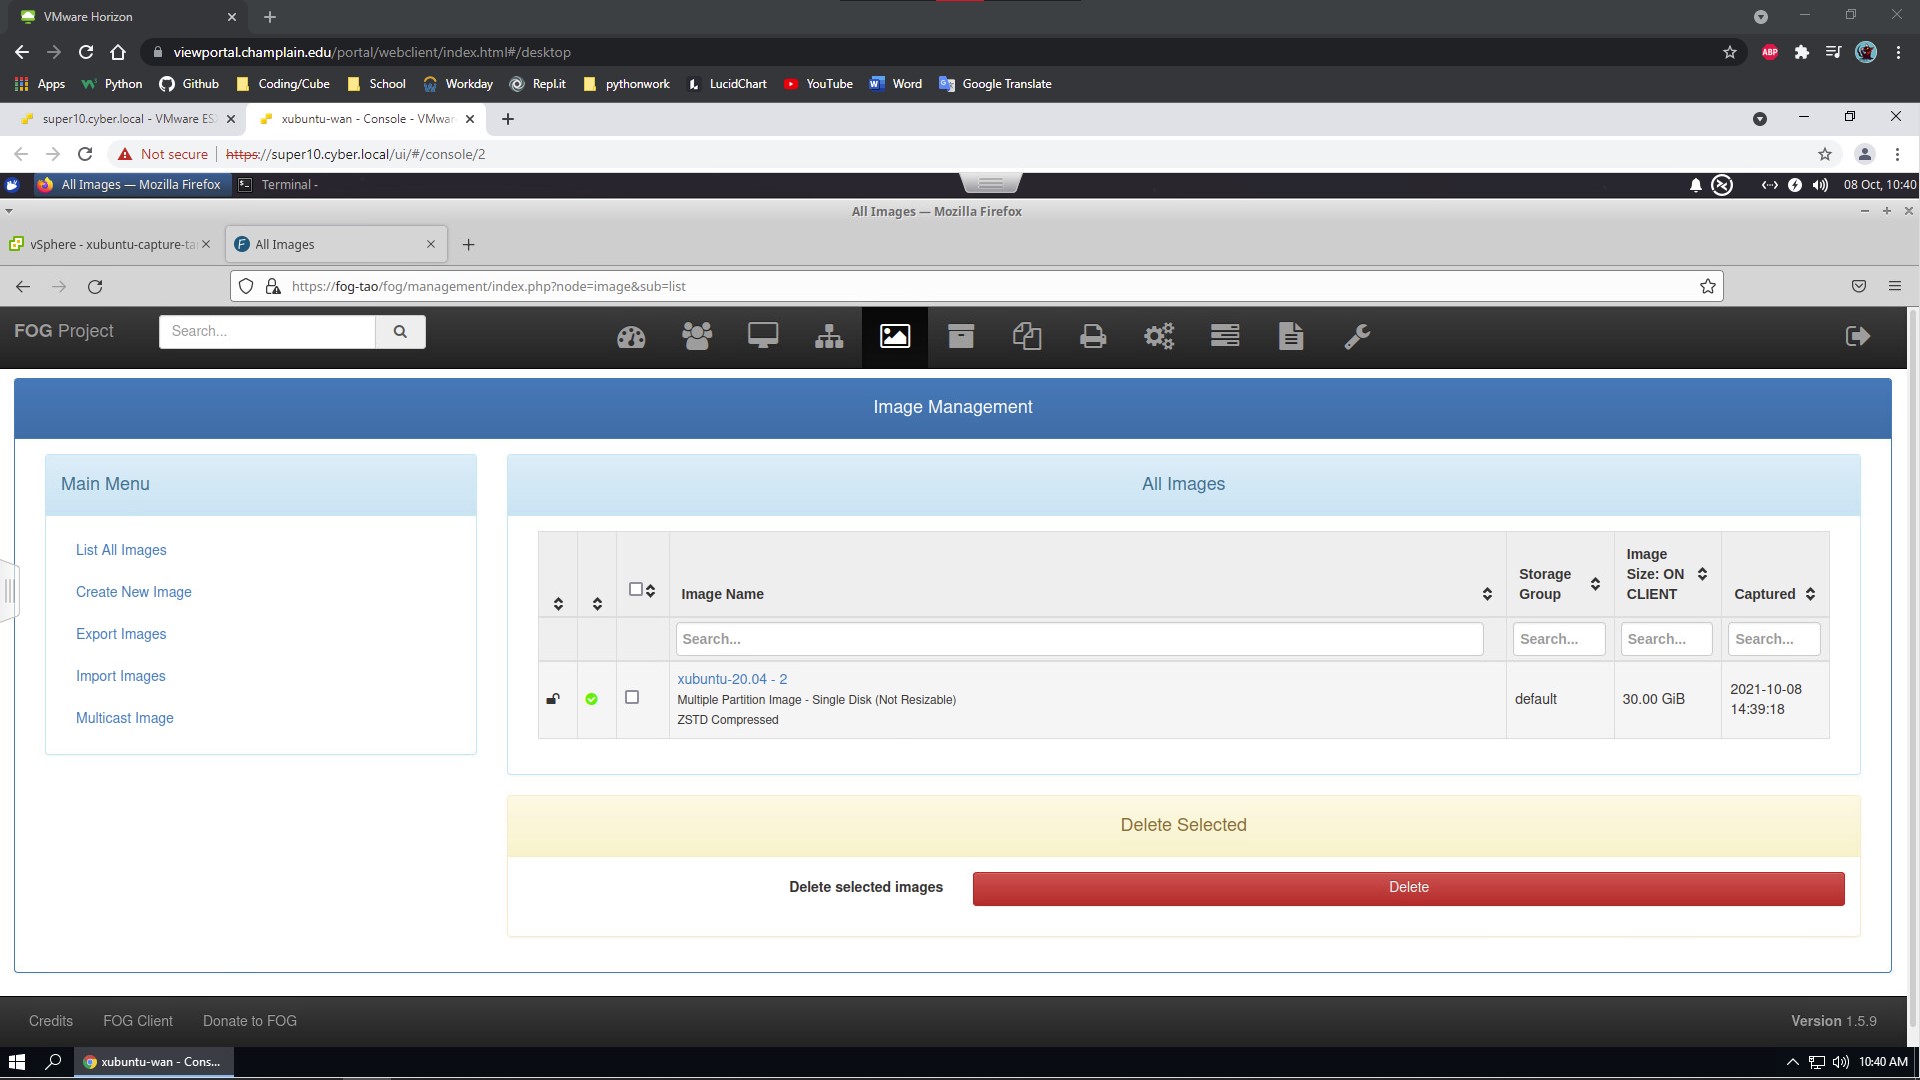 VMware Horizon
viewportal.champlain.edu/portal/webclient/index.html#/desktop
ABP
Apps
Python
Github
Coding/Cube
School
Workday
Repl.it
pythonwork
LucidChart
YouTube
Word
Google Translate
super10.cyber.local - VMware ES
xubuntu-wan - Console - VMwar
Not secure
https://super10.cyber.local/ui/#/console/2
All Images — Mozilla Firefox
Terminal -
08 Oct, 10:40
All Images — Mozilla Firefox
vSphere - xubuntu-capture-ta
All Images
https://fog-tao/fog/management/index.php?node=image&sub=list
FOG Project
Search...
Image Management
Main Menu
List All Images
Create New Image
Export Images
Import Images
Multicast Image
All Images
Image Name
Storage Group
Image Size: ON CLIENT
Captured
Search...
Search...
Search...
Search...
xubuntu-20.04 - 2
Multiple Partition Image - Single Disk (Not Resizable)
ZSTD Compressed
default
30.00 GiB
2021-10-08
14:39:18
Delete Selected
Delete selected images
Delete
Credits
FOG Client
Donate to FOG
Version 1.5.9
xubuntu-wan - Cons...
10:40 AM